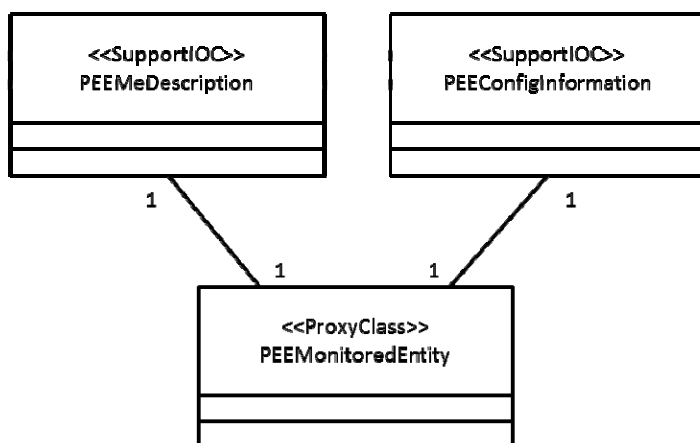 <<SupportIOC>>
PEEMeDescription
<<SupportIOC>>
PEEConfigInformation
1
1
1
1
<<ProxyClass>>
PEEMonitoredEntity